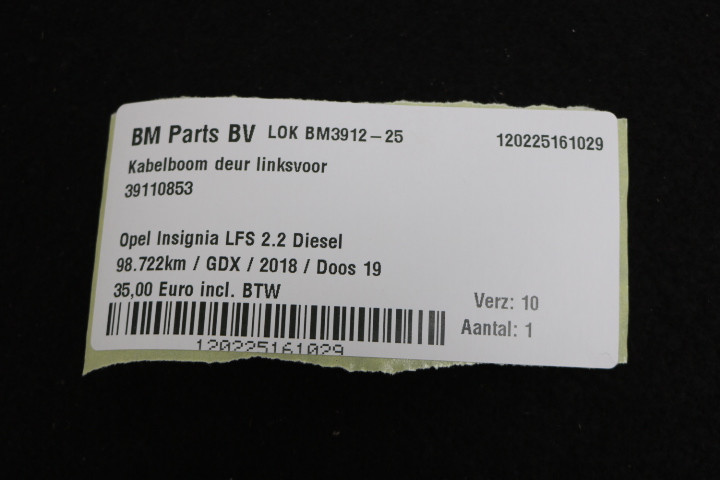 BM Parts BV LOK BM3912-25 120225161029
Kabelboom deur linksvoor
39110853
Opel Insignia LFS 2.2 Diesel
98.722km / GDX / 2018 / Doos 19
35,00 Euro incl. BTW
Verz: 10
Aantal: 1
120225161029